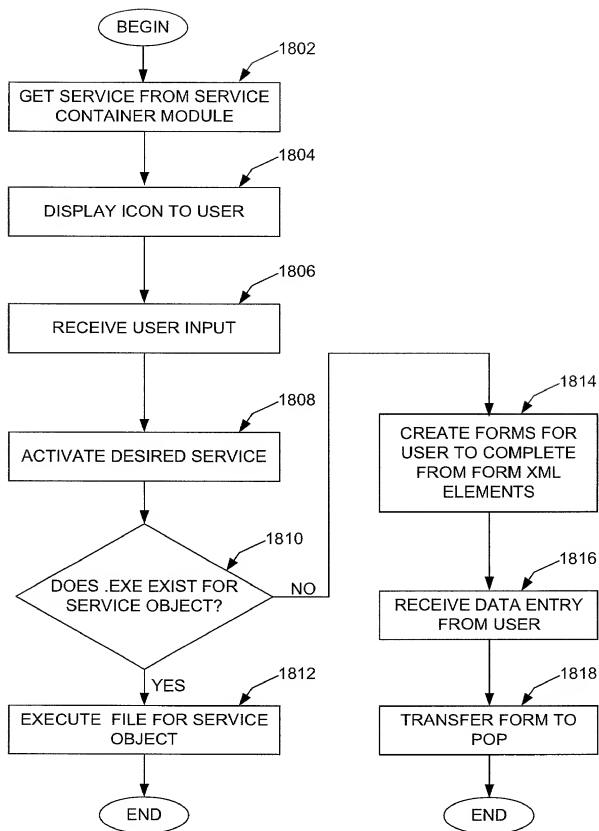 BEGIN
1802
GET SERVICE FROM SERVICE
CONTAINER MODULE
1804
DISPLAY ICON TO USER
1806
RECEIVE USER INPUT
1808
ACTIVATE DESIRED SERVICE
1810
DOES .EXE EXIST FOR
SERVICE OBJECT?
NO
YES
1812
EXECUTE FILE FOR SERVICE
OBJECT
END
1814
CREATE FORMS FOR
USER TO COMPLETE
FROM FORM XML
ELEMENTS
1816
RECEIVE DATA ENTRY
FROM USER
1818
TRANSFER FORM TO
POP
END